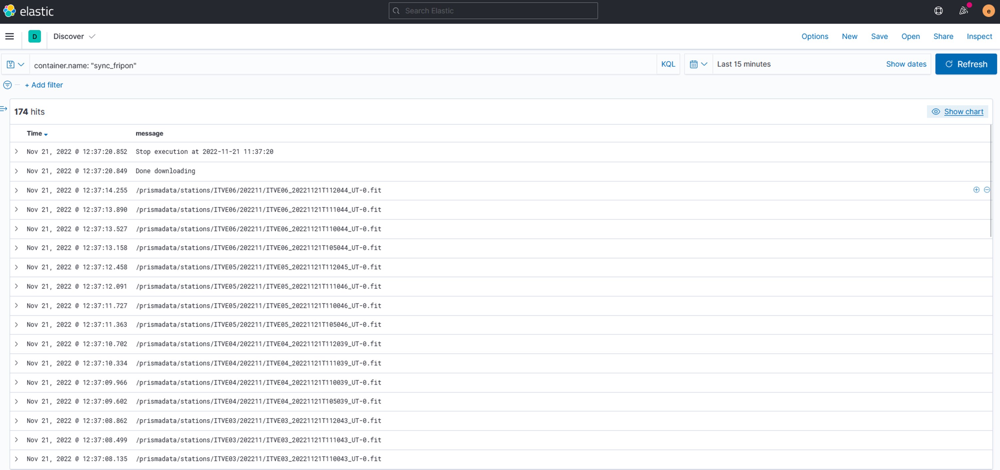 elastic
Search Elastic
e
D Discover
Options New Save Open Share Inspect
container.name: "sync_fripon"
KQL
Last 15 minutes
Show dates
Refresh
+ Add filter
174 hits
Show chart
Time message
Nov 21, 2022 @ 12:37:20.852 Stop execution at 2022-11-21 11:37:20
Nov 21, 2022 @ 12:37:20.849 Done downloading
Nov 21, 2022 @ 12:37:14.255 /prismadata/stations/ITVE06/202211/ITVE06_20221121T112044_UT-0.fit
Nov 21, 2022 @ 12:37:13.890 /prismadata/stations/ITVE06/202211/ITVE06_20221121T111044_UT-0.fit
Nov 21, 2022 @ 12:37:13.527 /prismadata/stations/ITVE06/202211/ITVE06_20221121T110044_UT-0.fit
Nov 21, 2022 @ 12:37:13.158 /prismadata/stations/ITVE06/202211/ITVE06_20221121T105044_UT-0.fit
Nov 21, 2022 @ 12:37:12.458 /prismadata/stations/ITVE05/202211/ITVE05_20221121T112045_UT-0.fit
Nov 21, 2022 @ 12:37:12.091 /prismadata/stations/ITVE05/202211/ITVE05_20221121T111046_UT-0.fit
Nov 21, 2022 @ 12:37:11.727 /prismadata/stations/ITVE05/202211/ITVE05_20221121T110046_UT-0.fit
Nov 21, 2022 @ 12:37:11.363 /prismadata/stations/ITVE05/202211/ITVE05_20221121T105046_UT-0.fit
Nov 21, 2022 @ 12:37:10.702 /prismadata/stations/ITVE04/202211/ITVE04_20221121T112039_UT-0.fit
Nov 21, 2022 @ 12:37:10.334 /prismadata/stations/ITVE04/202211/ITVE04_20221121T111039_UT-0.fit
Nov 21, 2022 @ 12:37:09.966 /prismadata/stations/ITVE04/202211/ITVE04_20221121T110039_UT-0.fit
Nov 21, 2022 @ 12:37:09.602 /prismadata/stations/ITVE04/202211/ITVE04_20221121T105039_UT-0.fit
Nov 21, 2022 @ 12:37:08.862 /prismadata/stations/ITVE03/202211/ITVE03_20221121T112043_UT-0.fit
Nov 21, 2022 @ 12:37:08.499 /prismadata/stations/ITVE03/202211/ITVE03_20221121T111043_UT-0.fit
Nov 21, 2022 @ 12:37:08.135 /prismadata/stations/ITVE03/202211/ITVE03_20221121T110043_UT-0.fit